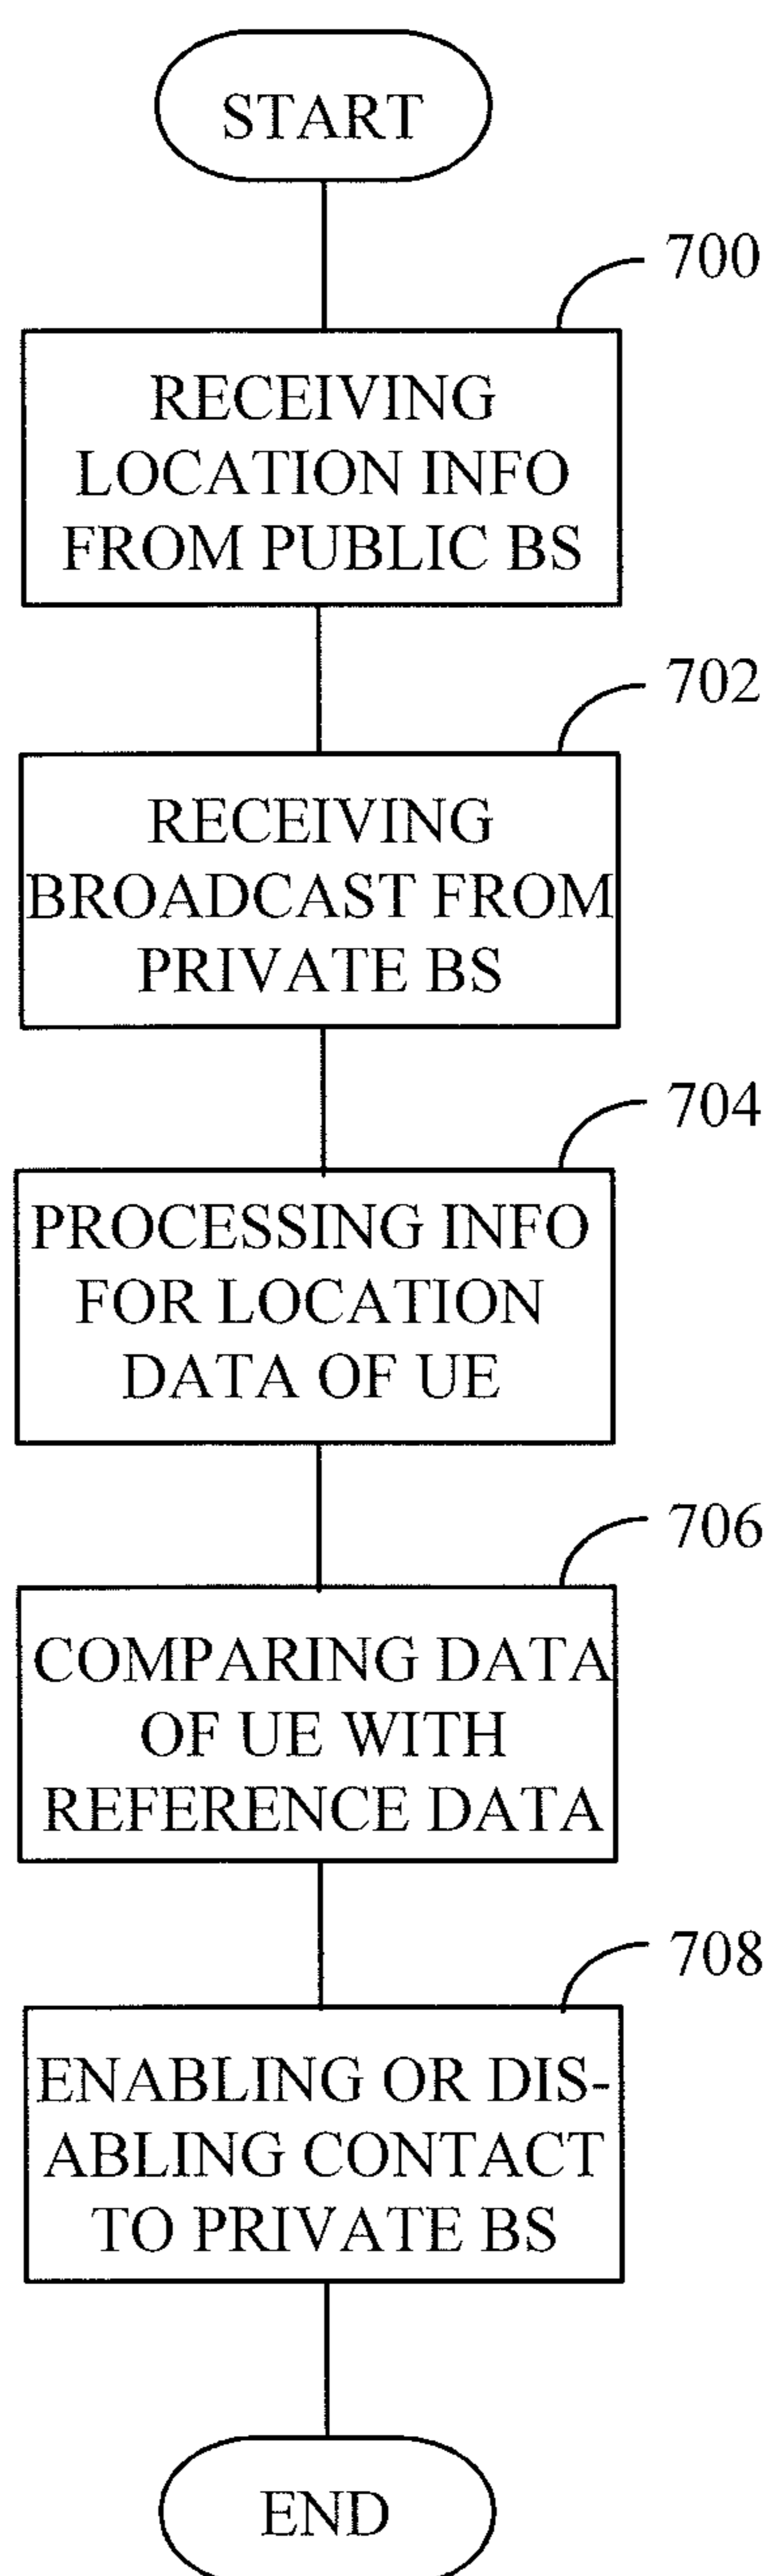 START
700
RECEIVING
LOCATION INFO
FROM PUBLIC BS
702
RECEIVING
BROADCAST FROM
PRIVATE BS
704
PROCESSING INFO
FOR LOCATION
DATA OF UE
706
COMPARING DATA
OF UE WITH
REFERENCE DATA
708
ENABLING OR DIS-
ABLING CONTACT
TO PRIVATE BS
END